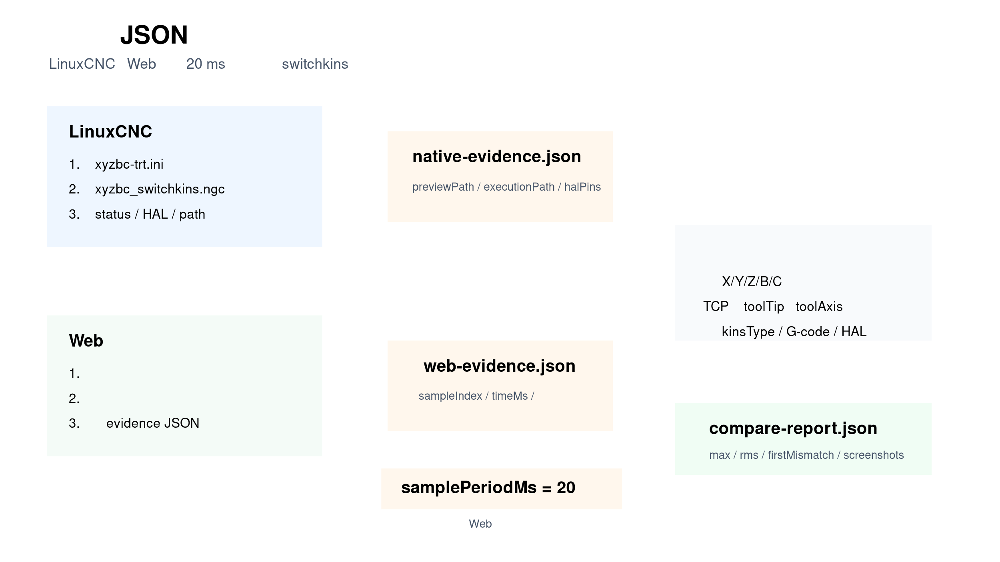 JSON
LinuxCNC Web 20 ms switchkins
LinuxCNC
1. xyzbc-trt.ini
2. xyzbc_switchkins.ngc
3. status / HAL / path
native-evidence.json
previewPath / executionPath / halPins
X/Y/Z/B/C
TCP toolTip toolAxis
kinsType / G-code / HAL
Web
1.
2.
3. evidence JSON
web-evidence.json
sampleIndex / timeMs /
compare-report.json
max / rms / firstMismatch / screenshots
samplePeriodMs = 20
Web